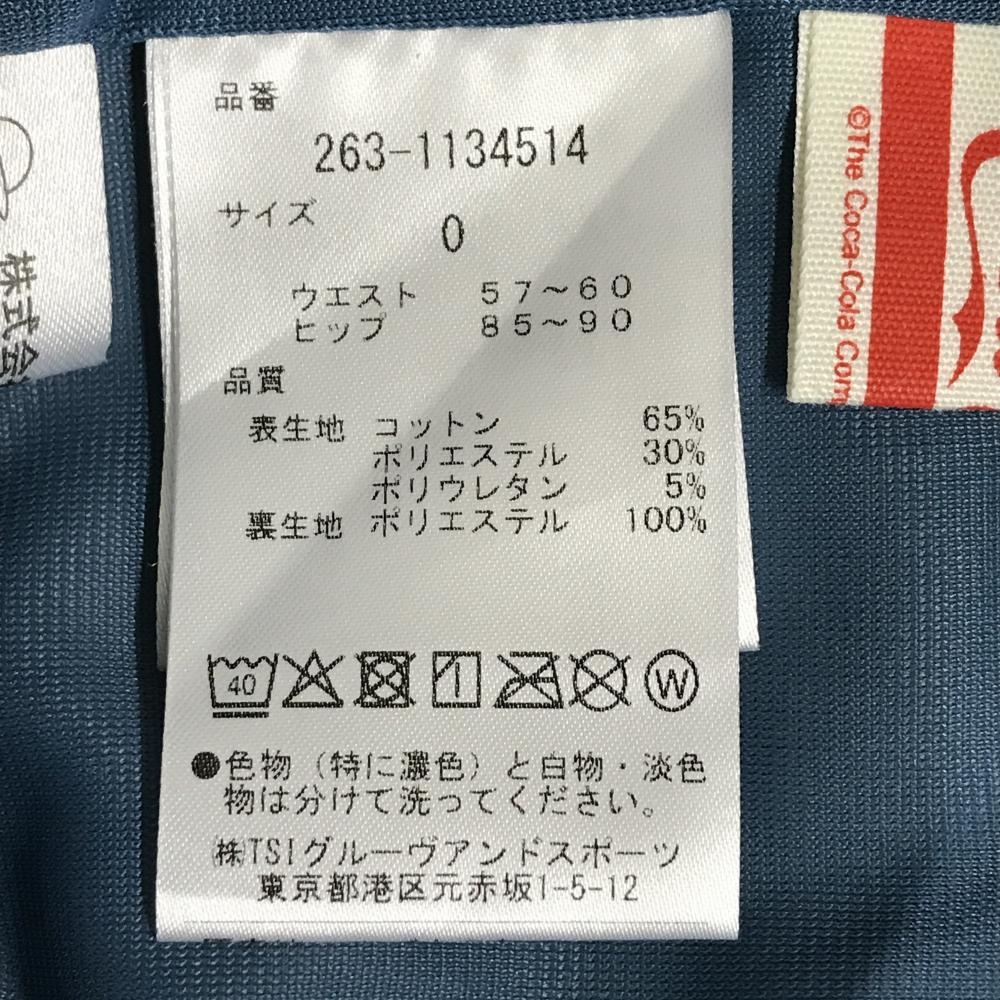 品番
263-1134514
サイズ
0
ウエスト 57~60
ヒップ 85~90
品質
表生地 コットン 65%
ポリエステル 30%
ポリウレタン 5%
裏生地 ポリエステル 100%
40
W
●色物(特に濃色)と白物・淡色
物は分けて洗ってください。
㈱TSIグルーヴアンドスポーツ
東京都港区元赤坂1-5-12
株式会
©The Coca-Cola Com